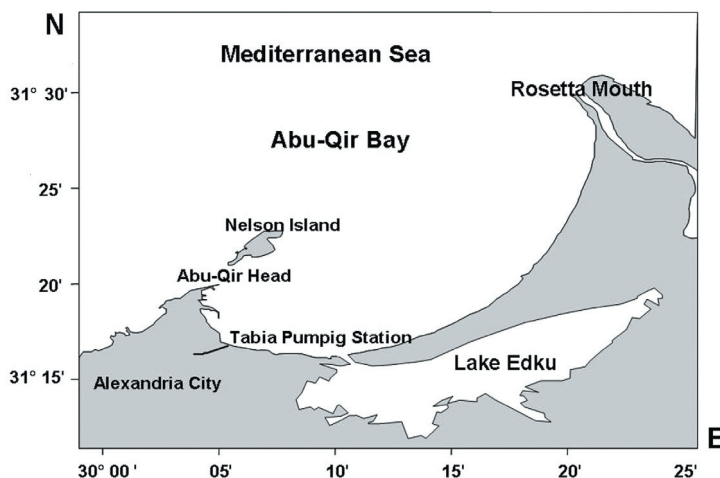 N
Mediterranean Sea
31° 30'
Rosetta Mouth
Abu-Qir Bay
25'
Nelson Island
Abu-Qir Head
20'
Tabia Pumpig Station
Lake Edku
31° 15'
Alexandria City
E
30° 00 '
05'
10'
15'
20'
25'